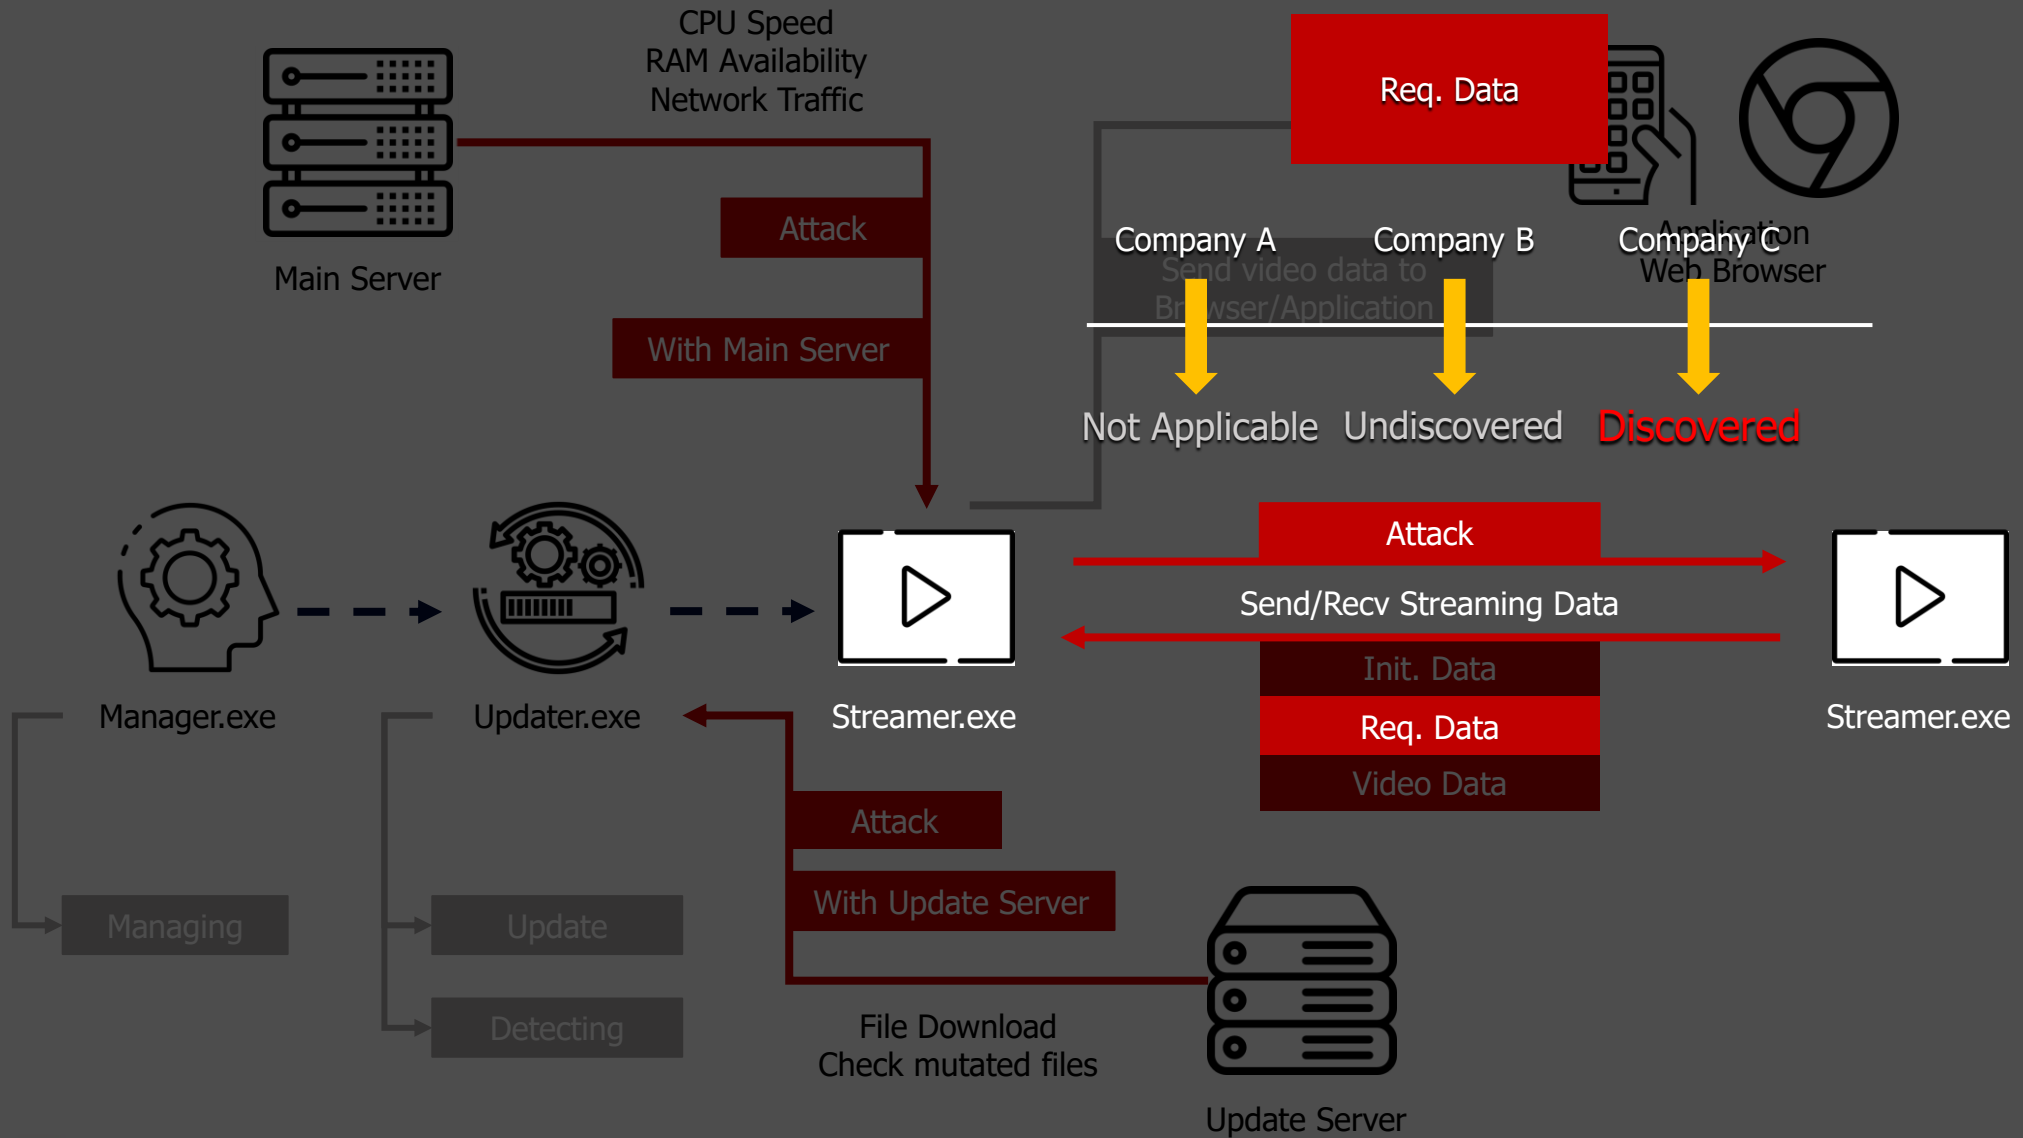 CPU Speed
RAM Availability
Network Traffic
Req. Data
Main Server
Attack
With Main Server
Application
Web Browser
Send video data to
Browser/Application
Company A
Company B
Company C
Not Applicable
Undiscovered
Discovered
Attack
Send/Recv Streaming Data
Init. Data
Req. Data
Video Data
Manager.exe
Updater.exe
Streamer.exe
Streamer.exe
Attack
With Update Server
Managing
Update
Detecting
File Download
Check mutated files
Update Server